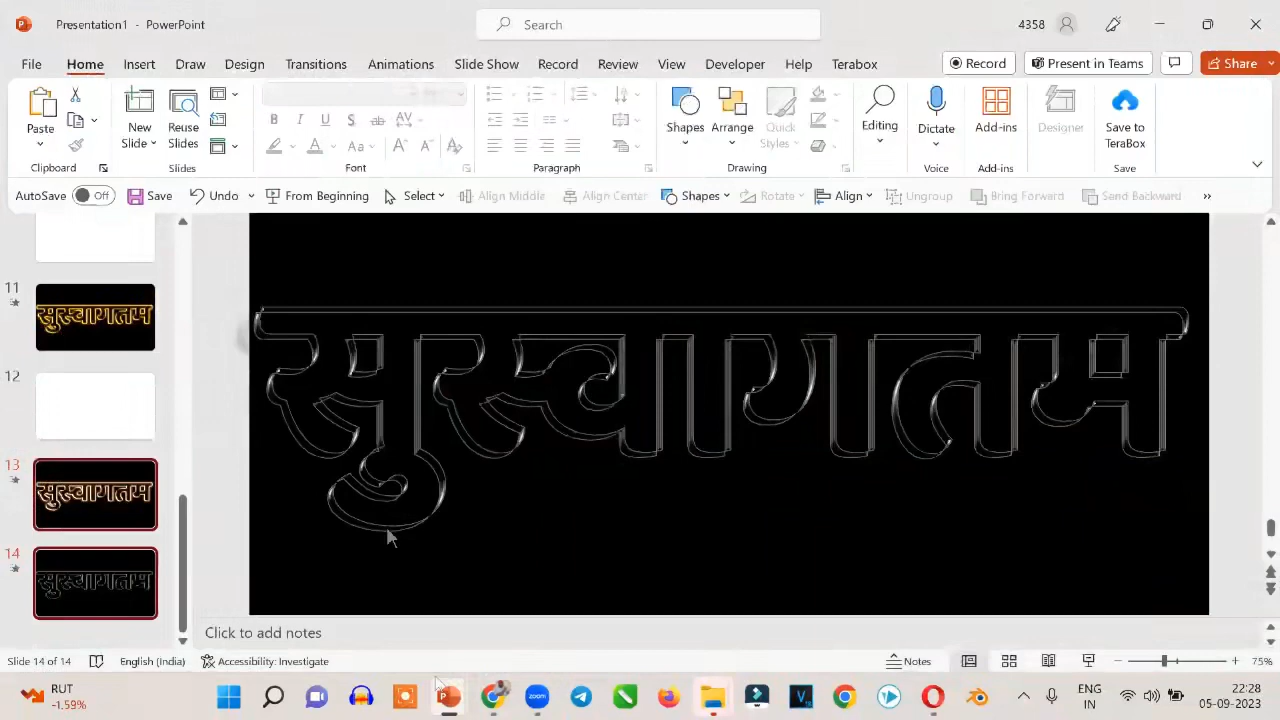 Presentation1 - PowerPoint
Search
4358
File Home Insert Draw Design Transitions Animations Slide Show Record Review View Developer Help Terabox
Record Present in Teams Share
Paste New Slide Reuse Slides Shapes Arrange Quick Styles Editing Dictate Add-ins Designer Save to TeraBox
B I U S ab AV Aa A A A
Clipboard Slides Font Paragraph Drawing Voice Add-ins Save
AutoSave Off Save Undo From Beginning Select Align Middle Align Center Shapes Rotate Align Ungroup Bring Forward Send Backward
11
सुस्वागतम
12
13
सुस्वागतम
14
सुस्वागतम
सुस्वागतम
Click to add notes
Slide 14 of 14 English (India) Accessibility: Investigate Notes 75%
RUT
-1.59%
zoom
ENG
IN
22:28
05-09-2023